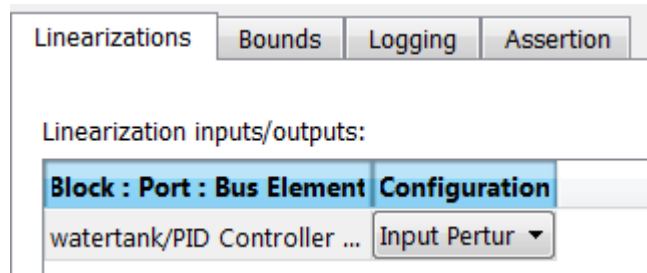 Linearizations Bounds Logging Assertion
Linearization inputs/outputs:
Block : Port : Bus Element Configuration
watertank/PID Controller ... Input Pertur